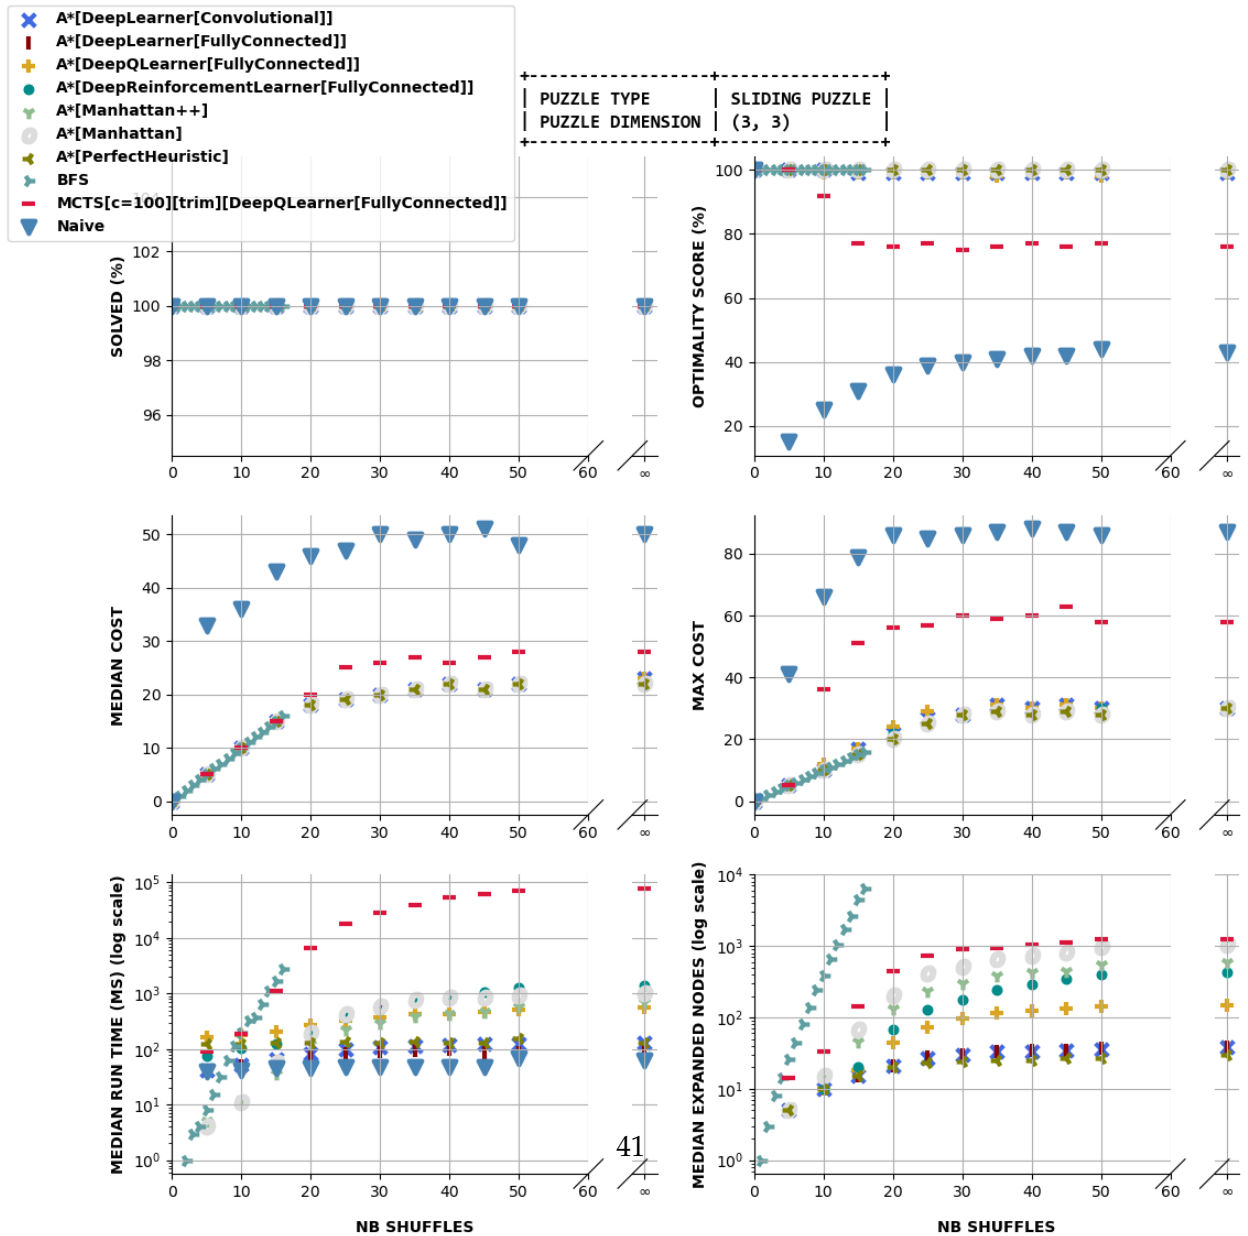 A*[DeepLearner[Convolutional]]
A*[DeepLearner[FullyConnected]]
A*[DeepQLearner[FullyConnected]]
A*[DeepReinforcementLearner[FullyConnected]]
A*[Manhattan++]
A*[Manhattan]
A*[PerfectHeuristic]
BFS
MCTS[c=100][trim][DeepQLearner[FullyConnected]]
Naive
+--------------------+------------------+
| PUZZLE TYPE | SLIDING PUZZLE |
| PUZZLE DIMENSION | (3, 3) |
+--------------------+------------------+
SOLVED (%)
104
102
100
98
96
0 10 20 30 40 50 60 ∞
OPTIMALITY SCORE (%)
100
80
60
40
20
0 10 20 30 40 50 60 ∞
MEDIAN COST
50
40
30
20
10
0
0 10 20 30 40 50 60 ∞
MAX COST
80
60
40
20
0
0 10 20 30 40 50 60 ∞
MEDIAN RUN TIME (MS) (log scale)
10⁵
10⁴
10³
10²
10¹
10⁰
0 10 20 30 40 50 60 ∞
NB SHUFFLES
MEDIAN EXPANDED NODES (log scale)
10⁴
10³
10²
10¹
10⁰
0 10 20 30 40 50 60 ∞
NB SHUFFLES
41